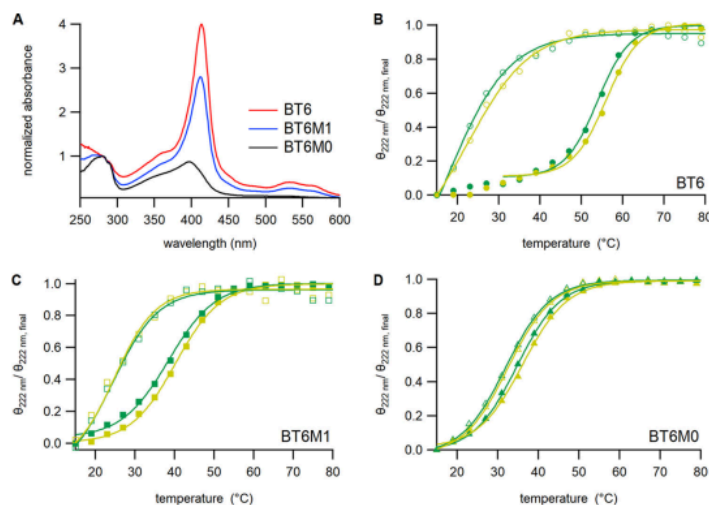 A
normalized absorbance
4
3
2
1
BT6
BT6M1
BT6M0
250 300 350 400 450 500 550 600
wavelength (nm)
B
θ222 nm/ θ222 nm, final
1.0
0.8
0.6
0.4
0.2
0.0
BT6
20 30 40 50 60 70 80
temperature (°C)
C
θ222 nm/ θ222 nm, final
1.0
0.8
0.6
0.4
0.2
0.0
BT6M1
20 30 40 50 60 70 80
temperature (°C)
D
θ222 nm/ θ222 nm, final
1.0
0.8
0.6
0.4
0.2
0.0
BT6M0
20 30 40 50 60 70 80
temperature (°C)